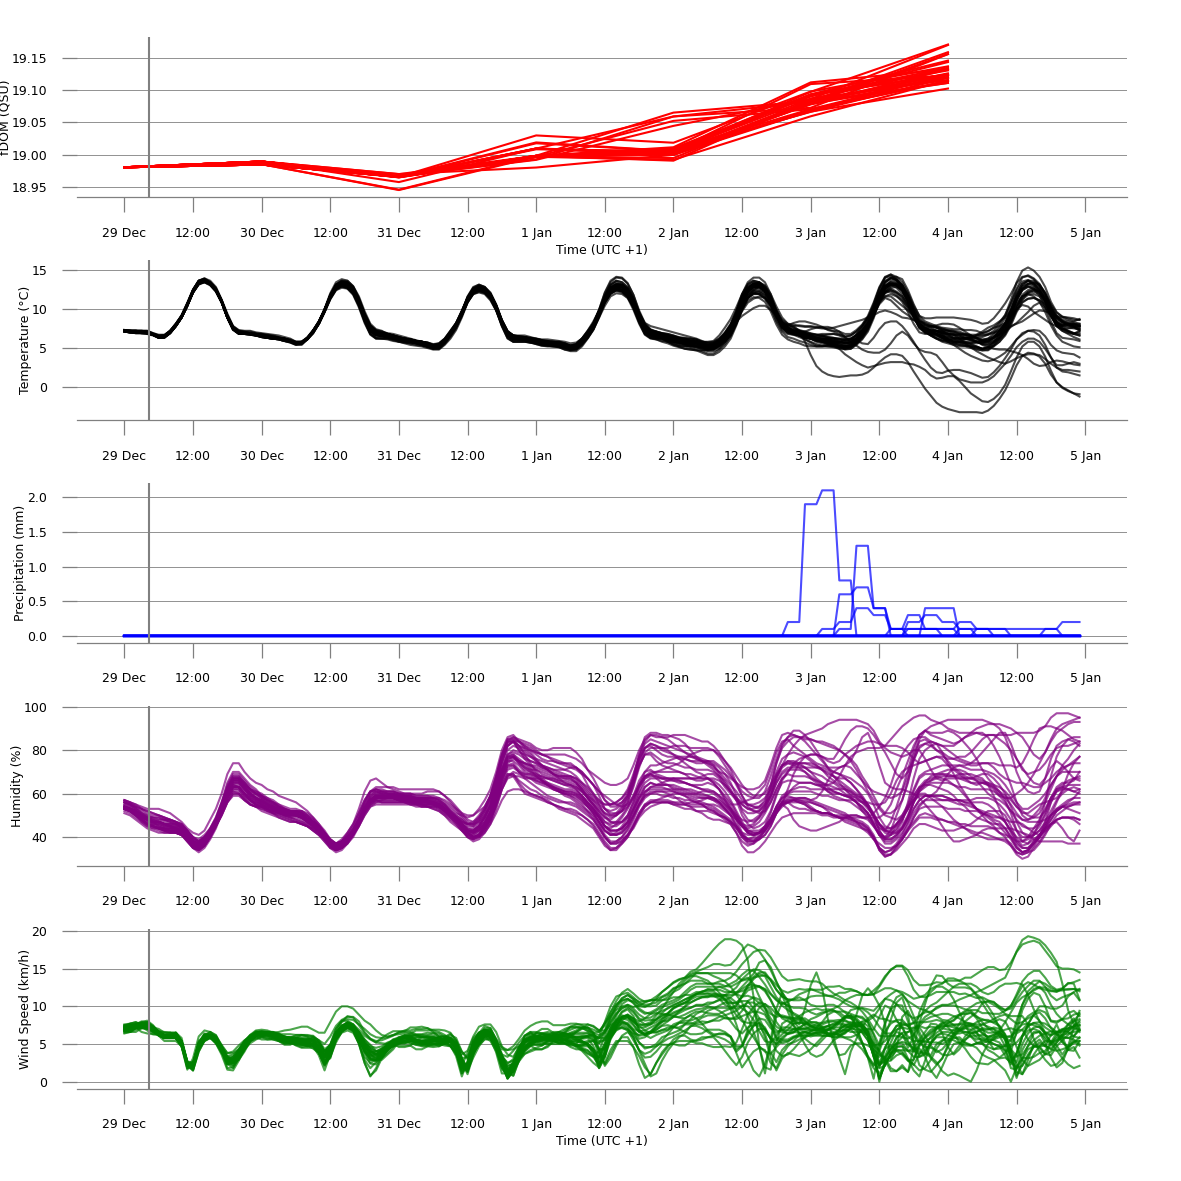 fDOM (QSU)
19.15
19.10
19.05
19.00
18.95
29 Dec 12:00 30 Dec 12:00 31 Dec 12:00 1 Jan 12:00 2 Jan 12:00 3 Jan 12:00 4 Jan 12:00 5 Jan
Time (UTC +1)
Temperature (°C)
15
10
5
0
29 Dec 12:00 30 Dec 12:00 31 Dec 12:00 1 Jan 12:00 2 Jan 12:00 3 Jan 12:00 4 Jan 12:00 5 Jan
Precipitation (mm)
2.0
1.5
1.0
0.5
0.0
29 Dec 12:00 30 Dec 12:00 31 Dec 12:00 1 Jan 12:00 2 Jan 12:00 3 Jan 12:00 4 Jan 12:00 5 Jan
Humidity (%)
100
80
60
40
29 Dec 12:00 30 Dec 12:00 31 Dec 12:00 1 Jan 12:00 2 Jan 12:00 3 Jan 12:00 4 Jan 12:00 5 Jan
Wind Speed (km/h)
20
15
10
5
0
29 Dec 12:00 30 Dec 12:00 31 Dec 12:00 1 Jan 12:00 2 Jan 12:00 3 Jan 12:00 4 Jan 12:00 5 Jan
Time (UTC +1)